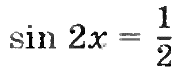 sin 2x = 1/2